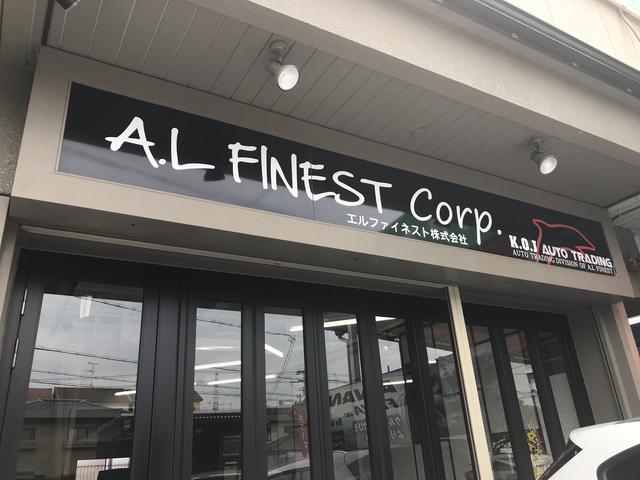 A.L FINEST Corp.
エルファイネスト株式会社
K.O.J AUTO TRADING
AUTO TRADING DIVISION OF A.L FINEST